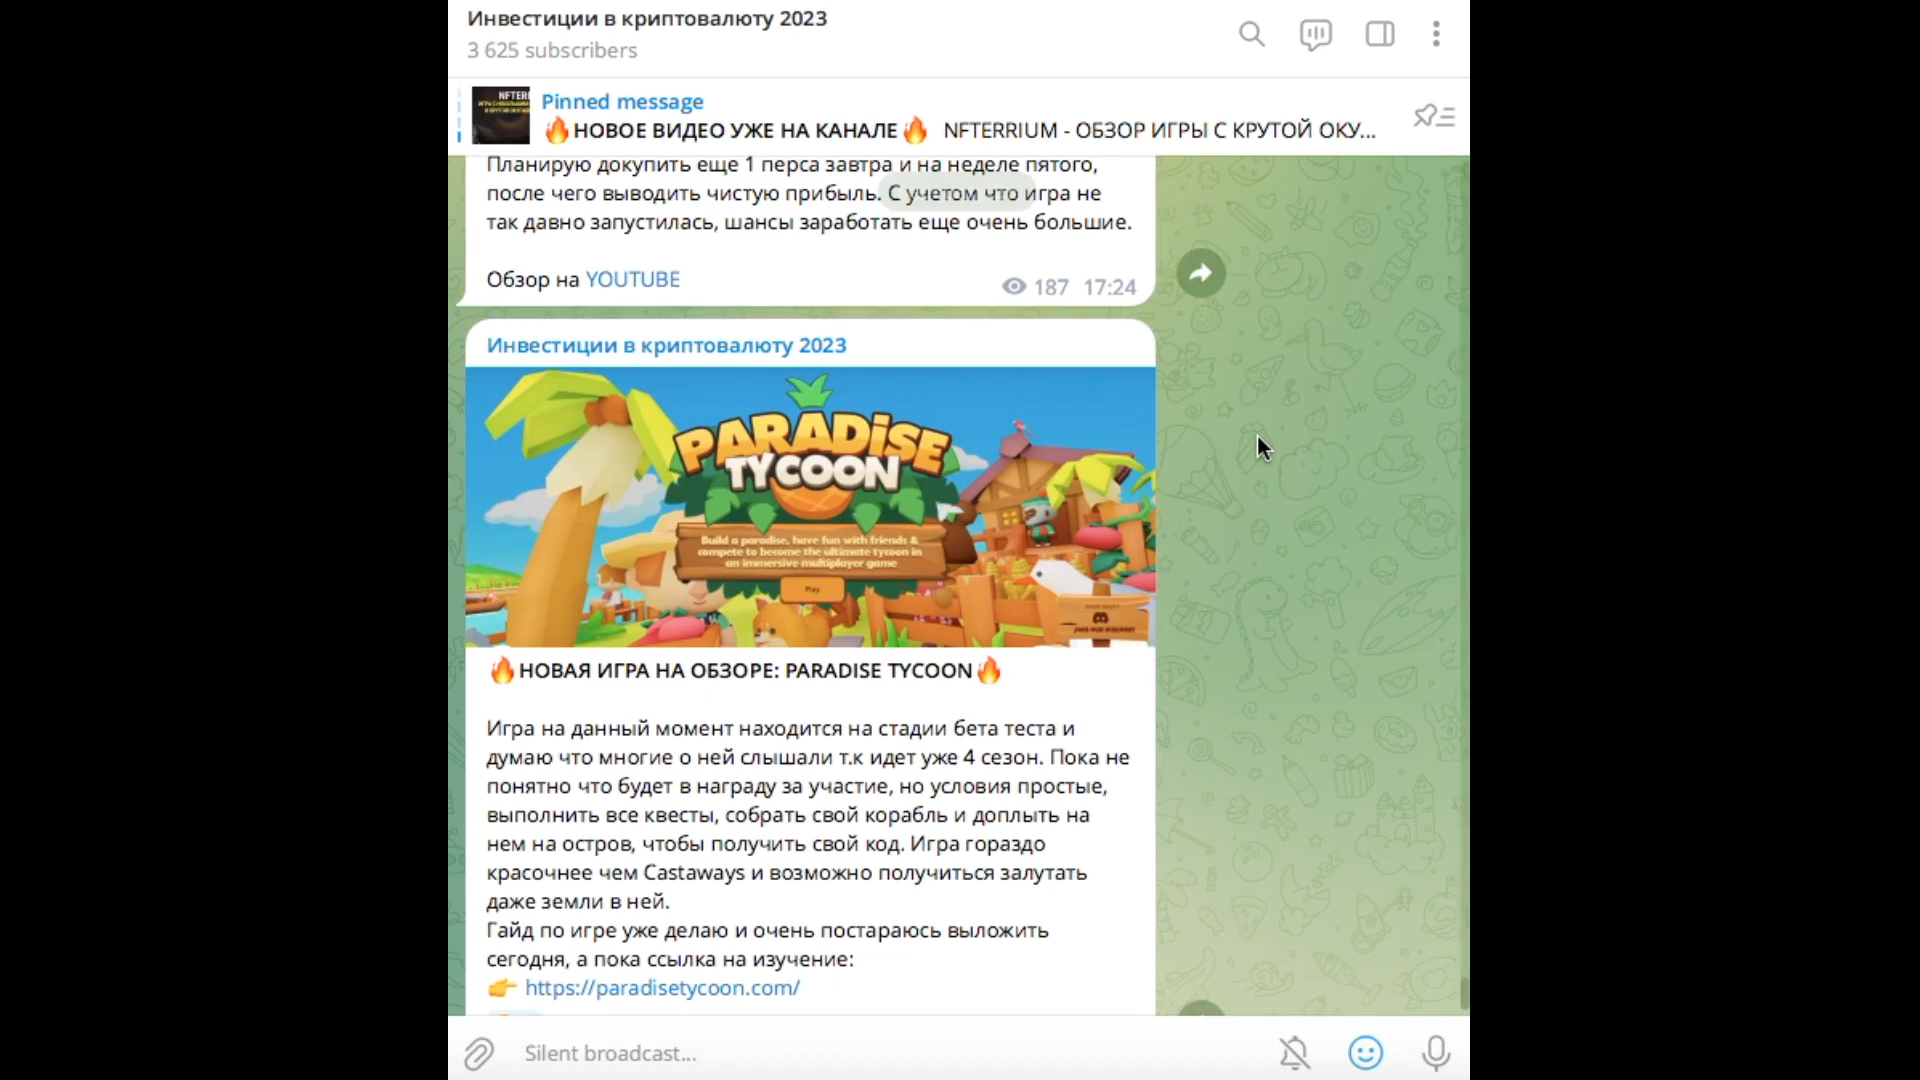 Инвестиции в криптовалюту 2023
3 625 subscribers
NFTERR
Pinned message
🔥НОВОЕ ВИДЕО УЖЕ НА КАНАЛЕ🔥 NFTERRIUM - ОБЗОР ИГРЫ С КРУТОЙ ОКУ...
Планирую докупить еще 1 перса завтра и на неделе пятого,
после чего выводить чистую прибыль. С учетом что игра не
так давно запустилась, шансы заработать еще очень большие.
Обзор на YOUTUBE
187 17:24
Инвестиции в криптовалюту 2023
PARADiSE
TYCOON
Build a paradise, have fun with friends &
compete to become the ultimate tycoon in
an immersive multiplayer game
Play
🔥НОВАЯ ИГРА НА ОБЗОРЕ: PARADISE TYCOON🔥
Игра на данный момент находится на стадии бета теста и
думаю что многие о ней слышали т.к идет уже 4 сезон. Пока не
понятно что будет в награду за участие, но условия простые,
выполнить все квесты, собрать свой корабль и доплыть на
нем на остров, чтобы получить свой код. Игра гораздо
красочнее чем Castaways и возможно получиться залутать
даже земли в ней.
Гайд по игре уже делаю и очень постараюсь выложить
сегодня, а пока ссылка на изучение:
👉 https://paradisetycoon.com/
Silent broadcast...